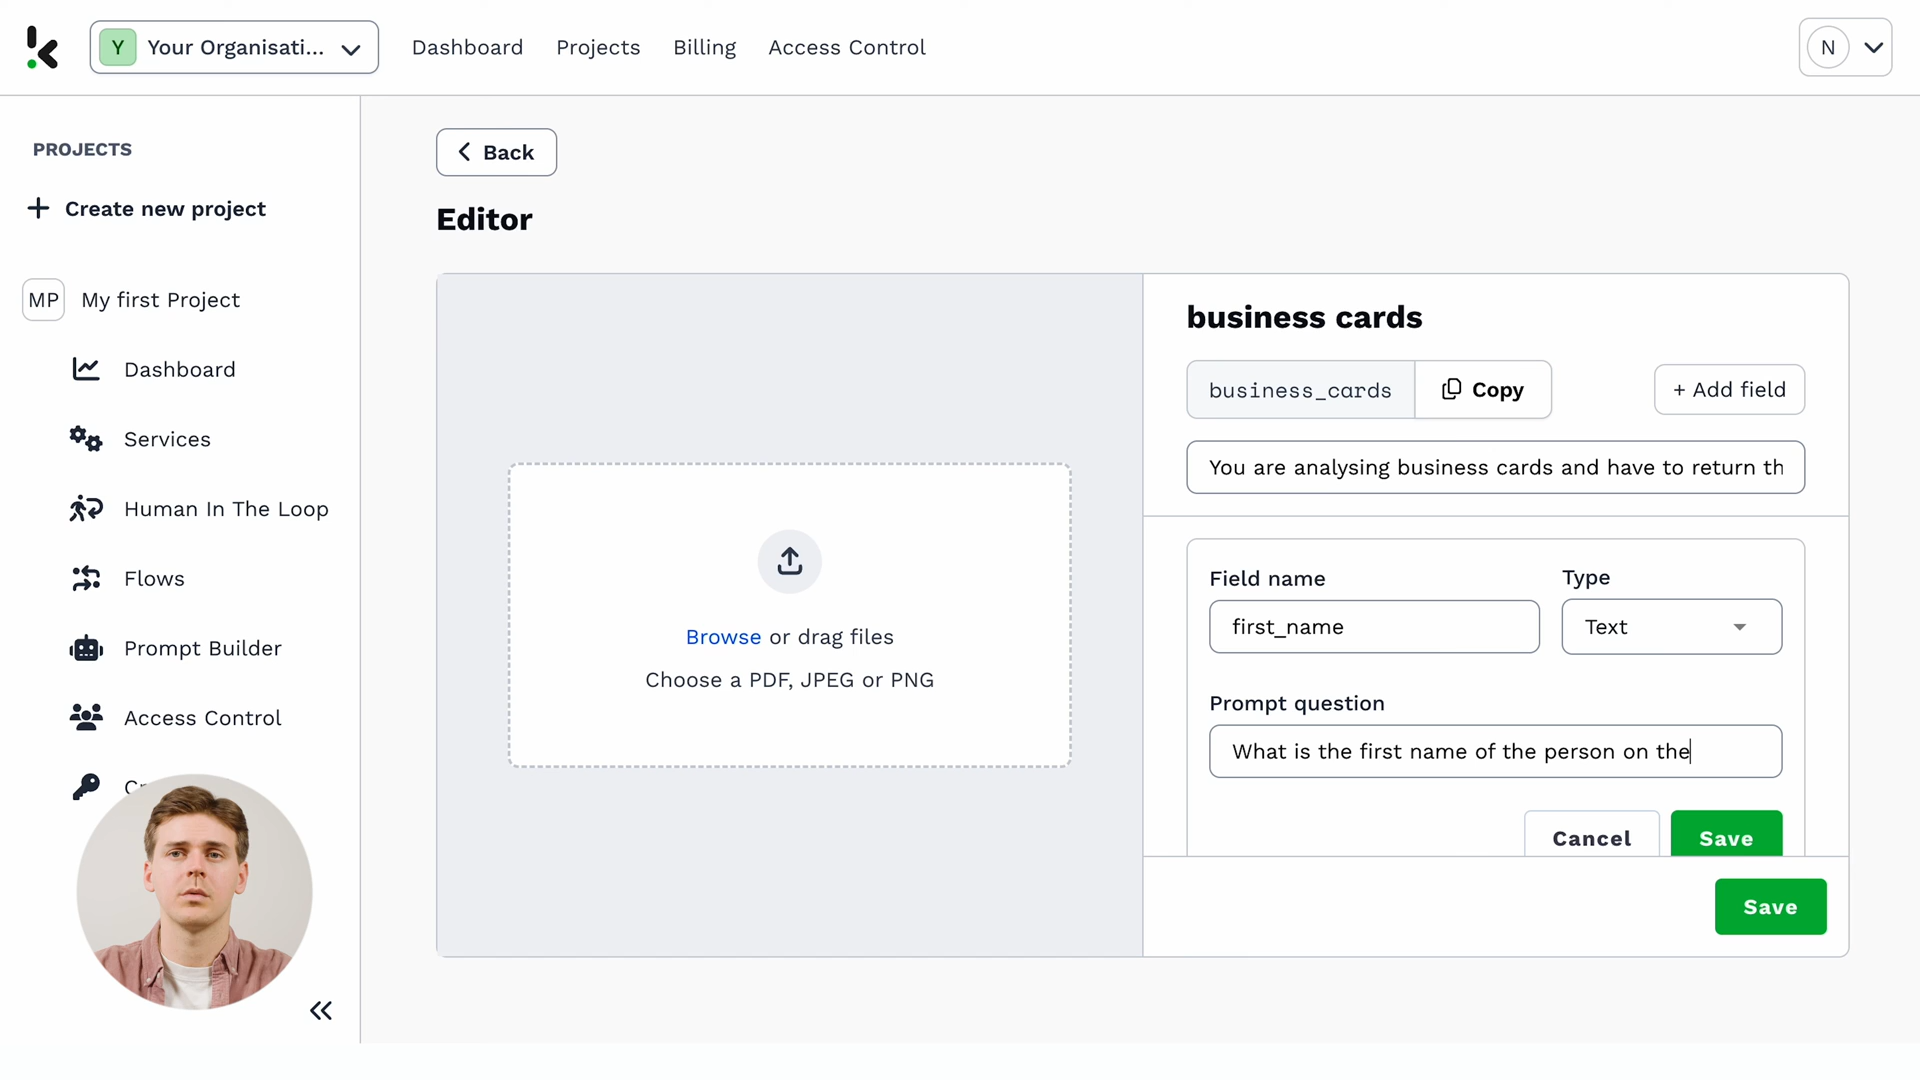 Y Your Organisati...
Dashboard
Projects
Billing
Access Control
N
PROJECTS
Create new project
MP My first Project
Dashboard
Services
Human In The Loop
Flows
Prompt Builder
Access Control
Back
Editor
Browse or drag files
Choose a PDF, JPEG or PNG
business cards
business_cards
Copy
+ Add field
You are analysing business cards and have to return th
Field name
Type
first_name
Text
Prompt question
What is the first name of the person on the
Cancel
Save
Save